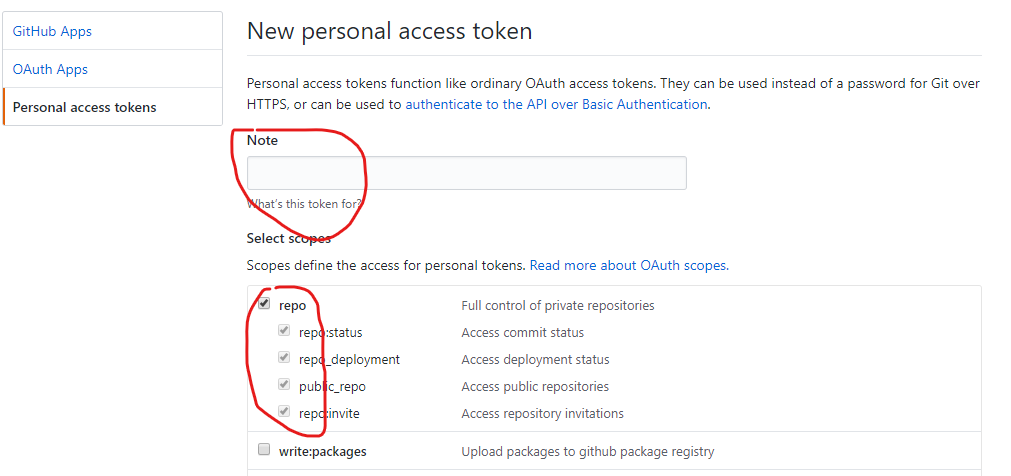 GitHub Apps
OAuth Apps
Personal access tokens
New personal access token
Personal access tokens function like ordinary OAuth access tokens. They can be used instead of a password for Git over
HTTPS, or can be used to authenticate to the API over Basic Authentication.
Note
What's this token for?
Select scopes
Scopes define the access for personal tokens. Read more about OAuth scopes.
repo Full control of private repositories
repo:status Access commit status
repo_deployment Access deployment status
public_repo Access public repositories
repo:invite Access repository invitations
write:packages Upload packages to github package registry